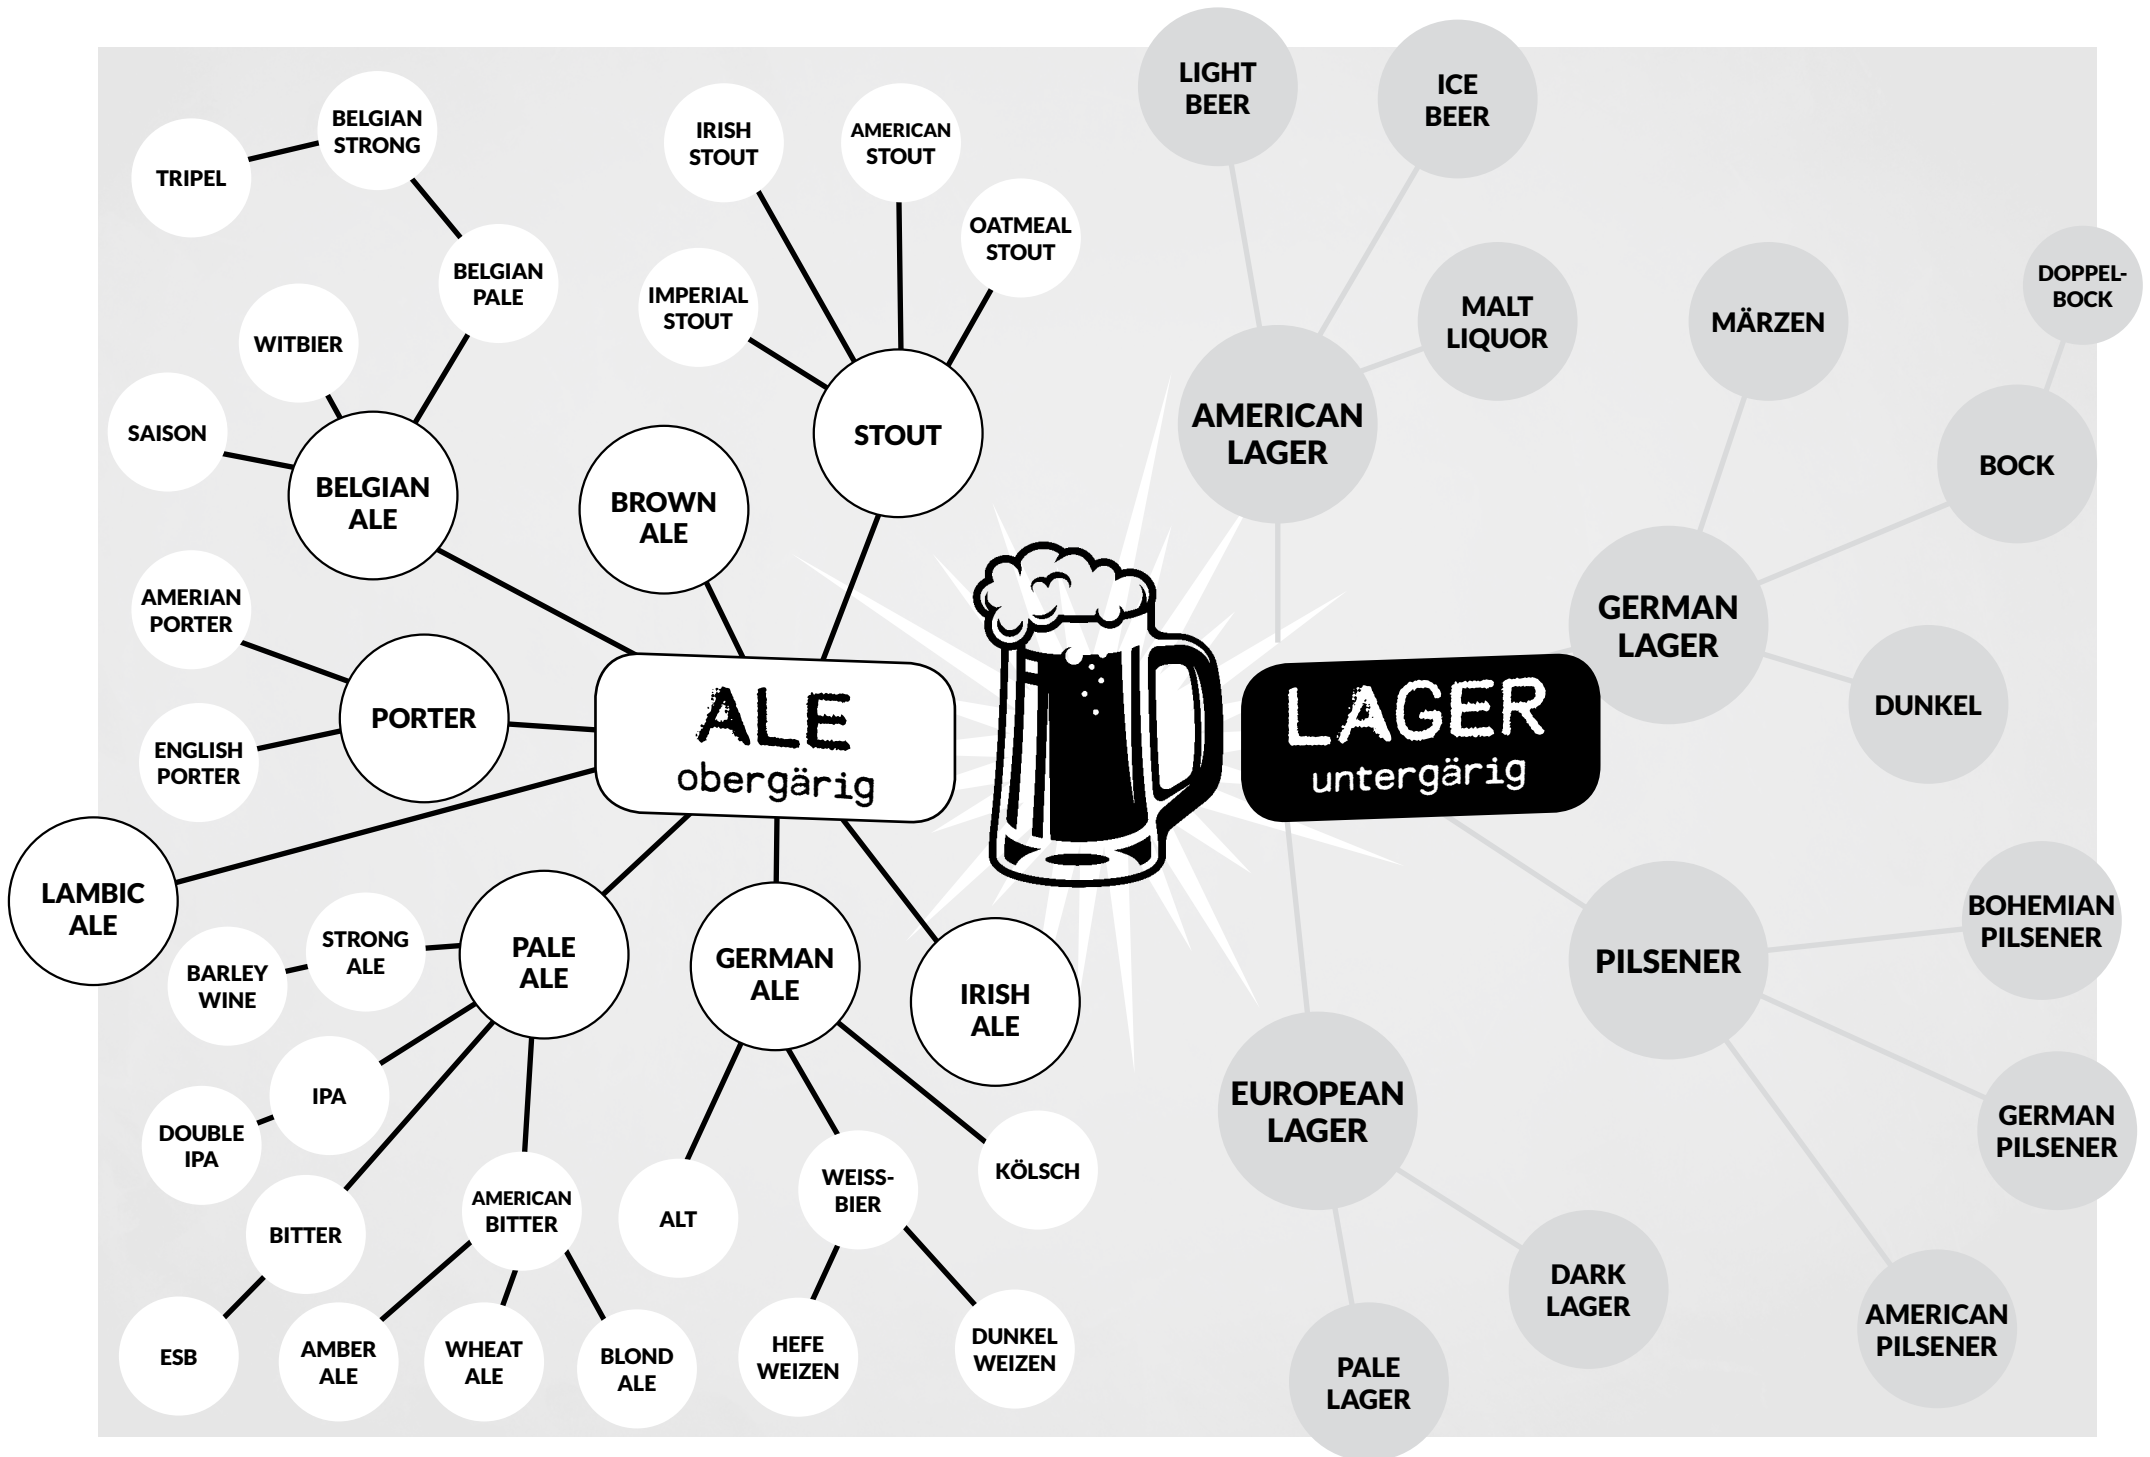 BELGIAN
STRONG
TRIPEL
BELGIAN
PALE
WITBIER
SAISON
BELGIAN
ALE
IRISH
STOUT
AMERICAN
STOUT
OATMEAL
STOUT
IMPERIAL
STOUT
STOUT
BROWN
ALE
AMERIAN
PORTER
PORTER
ENGLISH
PORTER
LAMBIC
ALE
ALE
obergärig
STRONG
ALE
BARLEY
WINE
PALE
ALE
GERMAN
ALE
IRISH
ALE
IPA
DOUBLE
IPA
BITTER
AMERICAN
BITTER
ESB
AMBER
ALE
WHEAT
ALE
BLOND
ALE
ALT
WEISS-
BIER
KÖLSCH
HEFE
WEIZEN
DUNKEL
WEIZEN
LIGHT
BEER
ICE
BEER
MALT
LIQUOR
AMERICAN
LAGER
MÄRZEN
DOPPEL-
BOCK
BOCK
GERMAN
LAGER
DUNKEL
LAGER
untergärig
PILSENER
BOHEMIAN
PILSENER
GERMAN
PILSENER
AMERICAN
PILSENER
EUROPEAN
LAGER
DARK
LAGER
PALE
LAGER